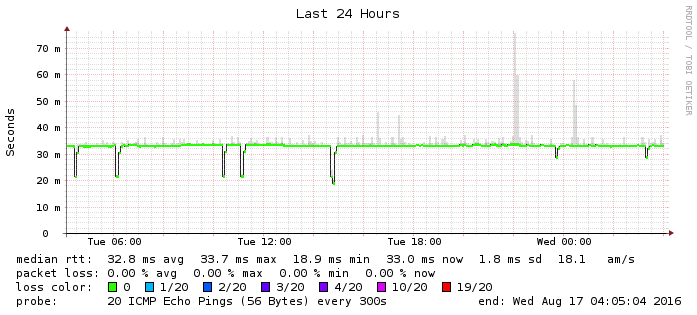 Last 24 Hours
RRDTOOL / TOBI OETIKER
Seconds
70 m
60 m
50 m
40 m
30 m
20 m
10 m
0
Tue 06:00 Tue 12:00 Tue 18:00 Wed 00:00
median rtt: 32.8 ms avg 33.7 ms max 18.9 ms min 33.0 ms now 1.8 ms sd 18.1 am/s
packet loss: 0.00 % avg 0.00 % max 0.00 % min 0.00 % now
loss color: 0 1/20 2/20 3/20 4/20 10/20 19/20
probe: 20 ICMP Echo Pings (56 Bytes) every 300s end: Wed Aug 17 04:05:04 2016